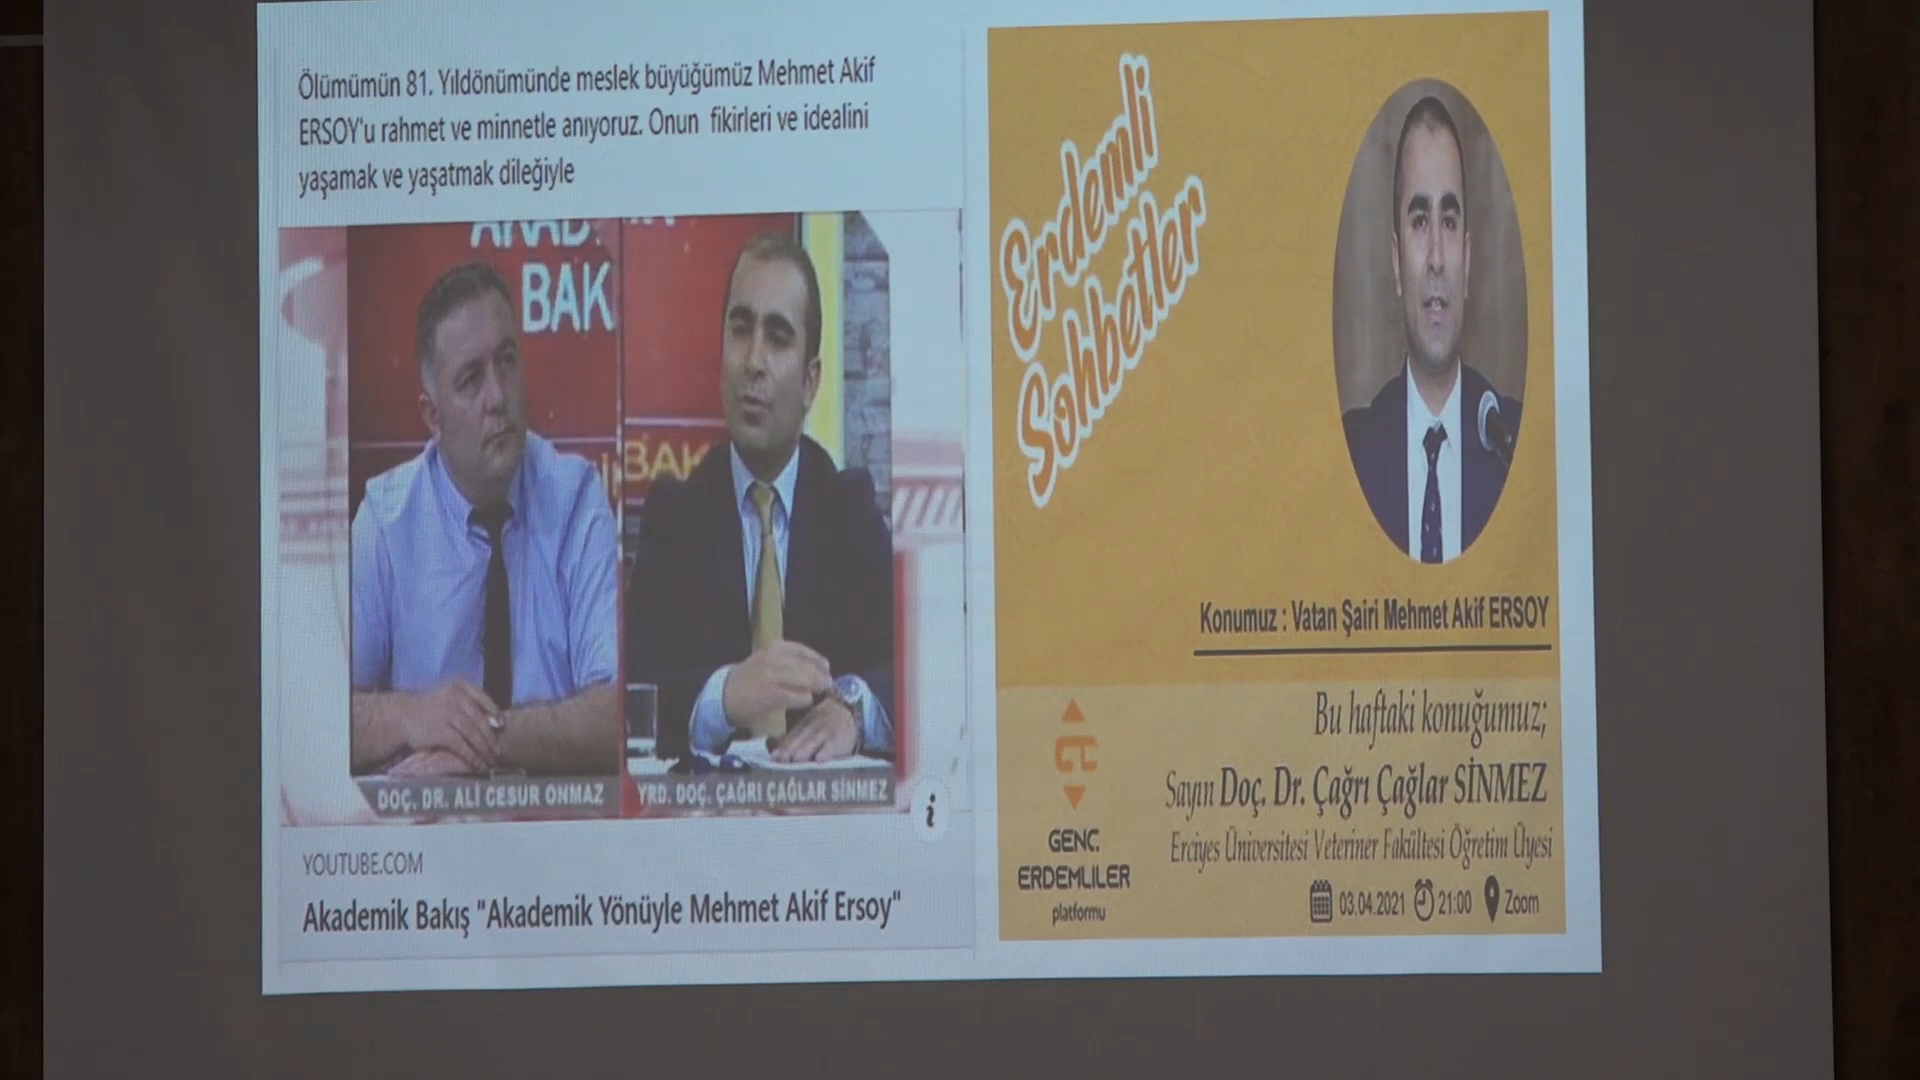 Ölümümün 81. Yıldönümünde meslek büyüğümüz Mehmet Akif
ERSOY'u rahmet ve minnetle anıyoruz. Onun fikirleri ve idealini
yaşamak ve yaşatmak dileğiyle
BAK
BAK
DOÇ. DR. ALİ CESUR ONMAZ
YRD. DOÇ. ÇAĞRI ÇAĞLAR SİNMEZ
i
YOUTUBE.COM
Akademik Bakış "Akademik Yönüyle Mehmet Akif Ersoy"
Erdemli
Sohbetler
Konumuz : Vatan Şairi Mehmet Akif ERSOY
Bu haftaki konuğumuz;
Sayın Doç. Dr. Çağrı Çağlar SİNMEZ
Erciyes Üniversitesi Veteriner Fakültesi Öğretim Üyesi
03.04.2021 21:00 Zoom
GENÇ
ERDEMLİLER
platformu